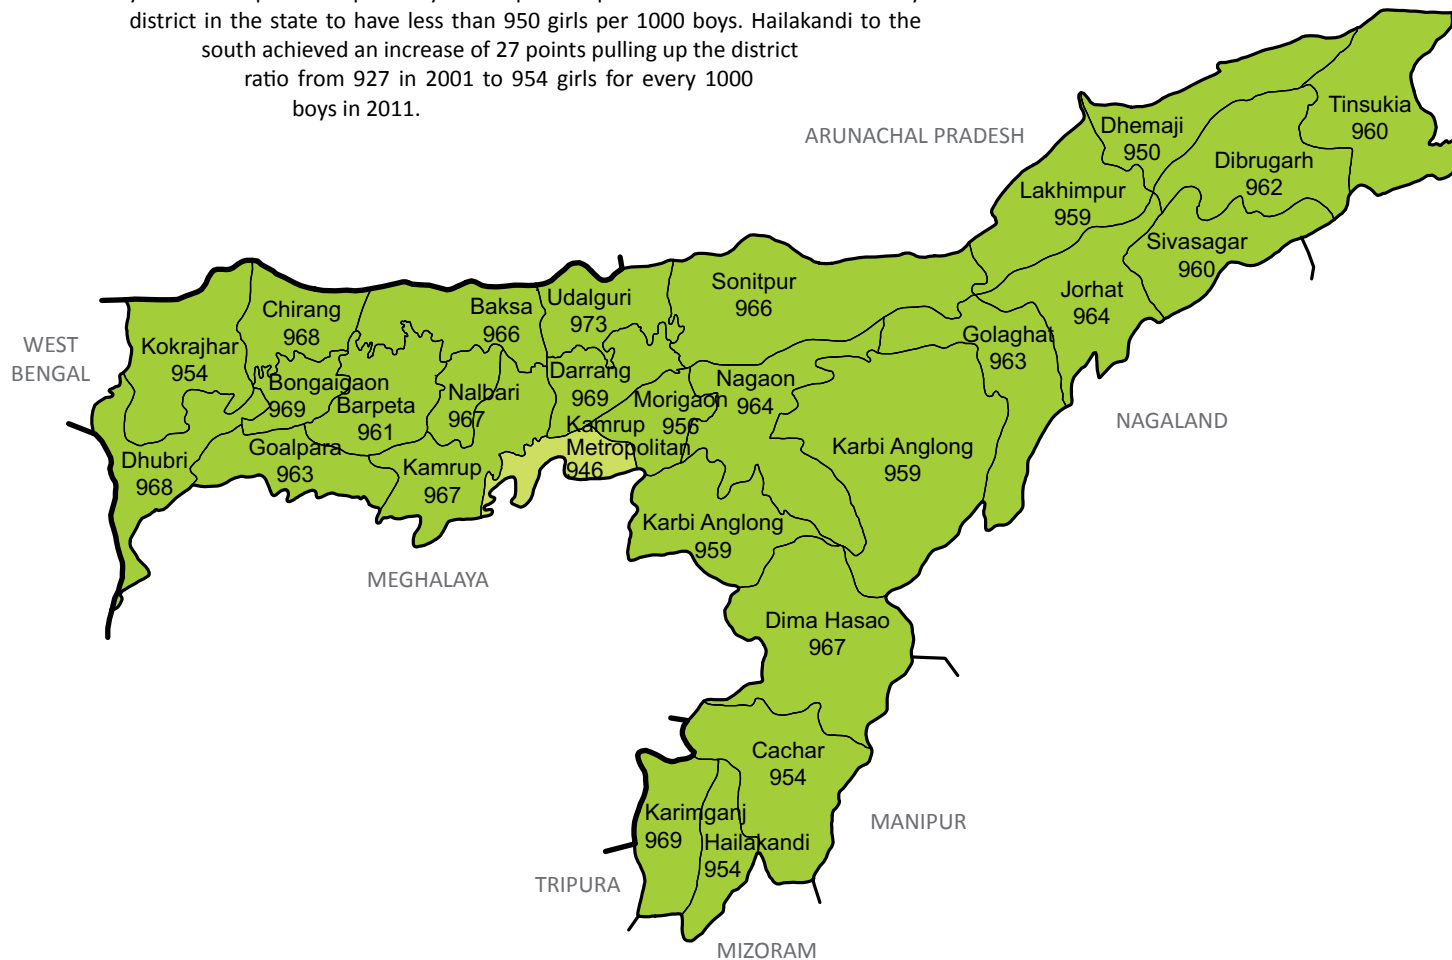 district in the state to have less than 950 girls per 1000 boys. Hailakandi to the
south achieved an increase of 27 points pulling up the district
ratio from 927 in 2001 to 954 girls for every 1000
boys in 2011.
ARUNACHAL PRADESH
Tinsukia
960
Dhemaji
950
Dibrugarh
962
Lakhimpur
959
Sivasagar
960
Jorhat
964
Golaghat
963
Sonitpur
966
Udalguri
973
Baksa
966
Chirang
968
WEST
BENGAL
Kokrajhar
954
Bongaigaon
969
Barpeta
961
Nalbari
967
Darrang
969
Morigaon
956
Nagaon
964
Kamrup
Metropolitan
946
Dhubri
968
Goalpara
963
Kamrup
967
Karbi Anglong
959
Karbi Anglong
959
NAGALAND
MEGHALAYA
Dima Hasao
967
Cachar
954
Karimganj
969
Hailakandi
954
MANIPUR
TRIPURA
MIZORAM